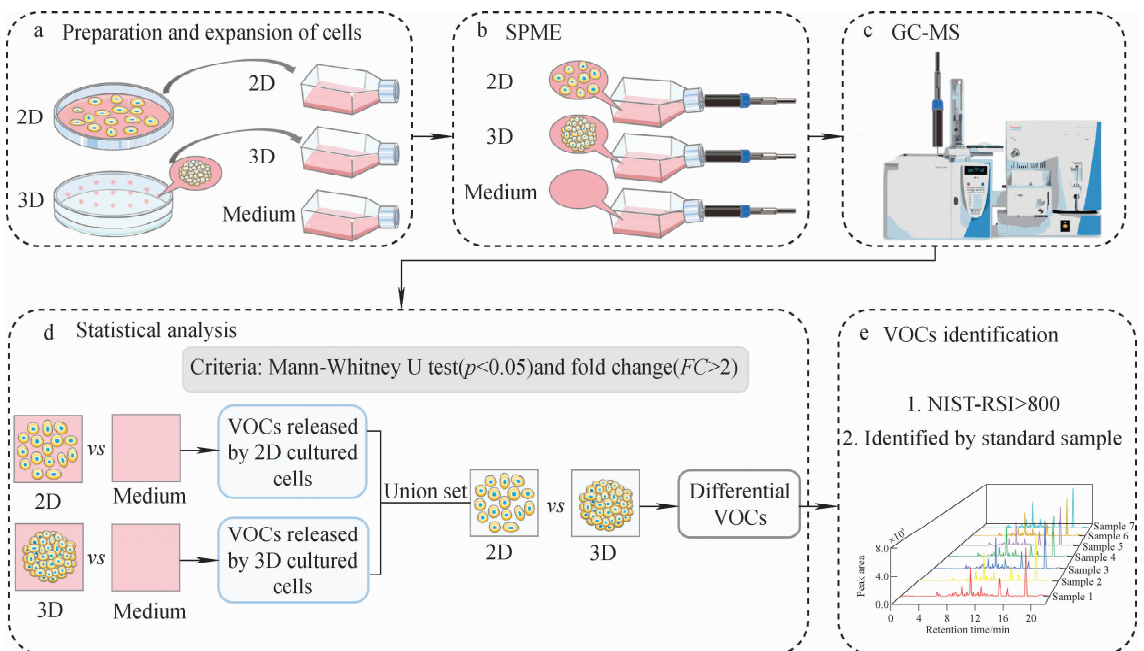 a Preparation and expansion of cells
2D
2D
3D
3D
Medium
b SPME
2D
3D
Medium
c GC-MS
d Statistical analysis
Criteria: Mann-Whitney U test(p<0.05)and fold change(FC>2)
2D
vs
Medium
VOCs released
by 2D cultured
cells
3D
vs
Medium
VOCs released
by 3D cultured
cells
Union set
2D
vs
3D
Differential
VOCs
e VOCs identification
1. NIST-RSI>800
2. Identified by standard sample
8.0
4.0
0.0
Peak area
0 4 8 12 16 20
Retention time/min
Sample 7
Sample 6
Sample 5
Sample 4
Sample 3
Sample 2
Sample 1